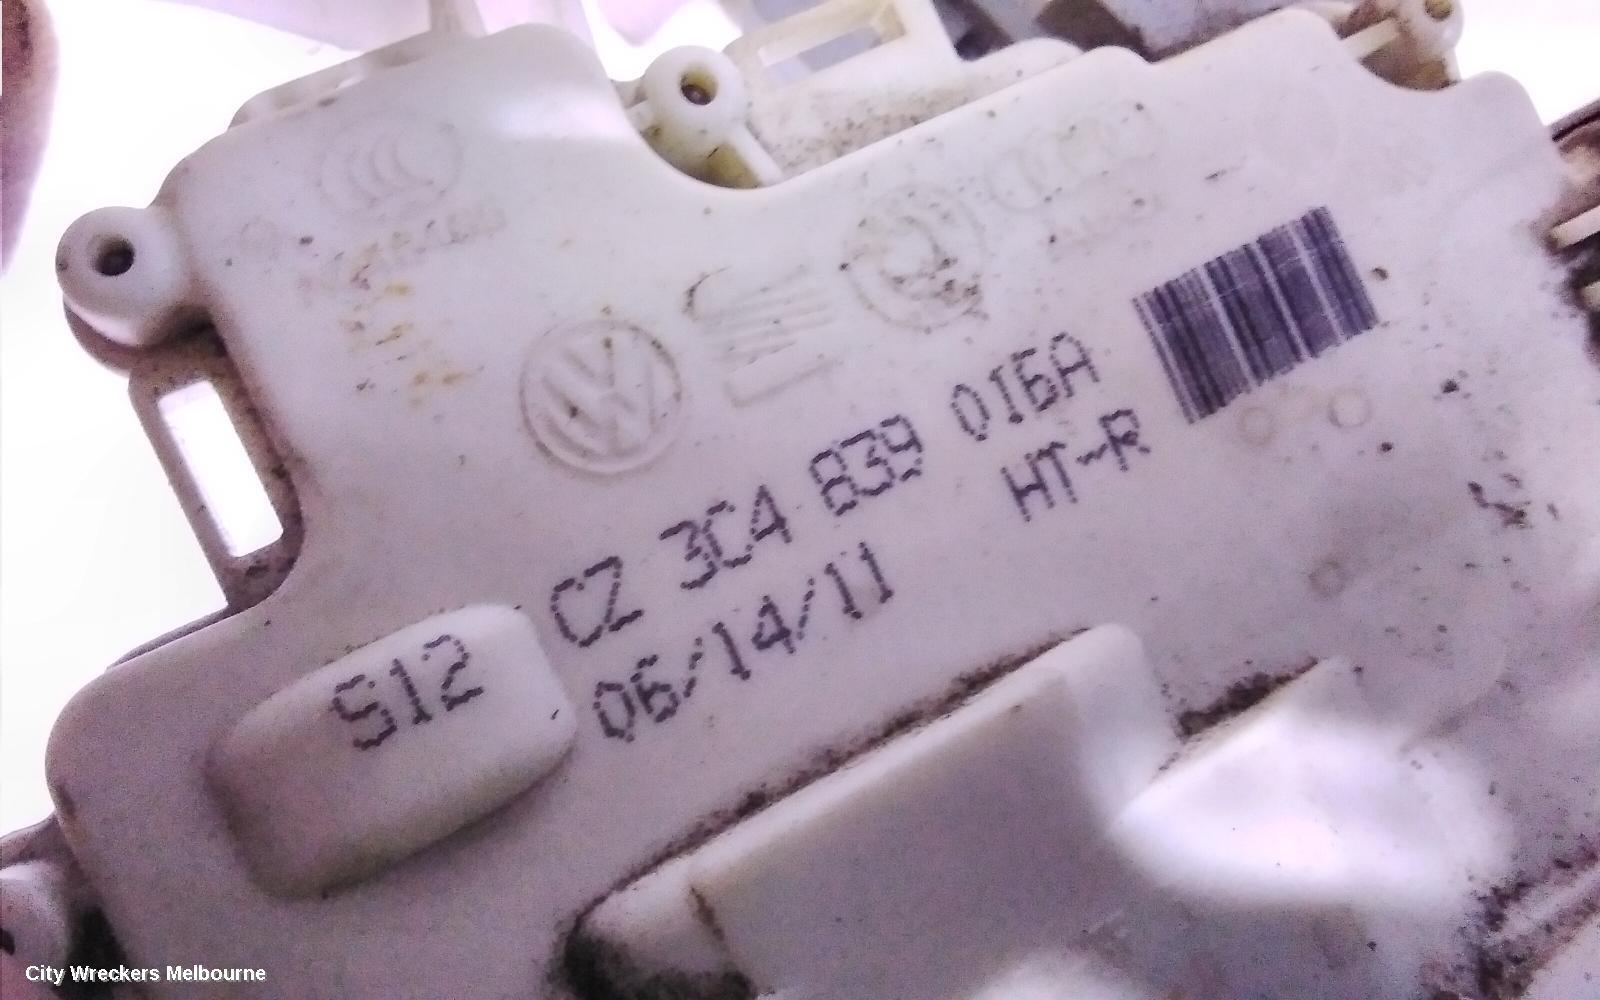 CZ 3C4 839 016A
HT-R
S12
06/14/11
City Wreckers Melbourne